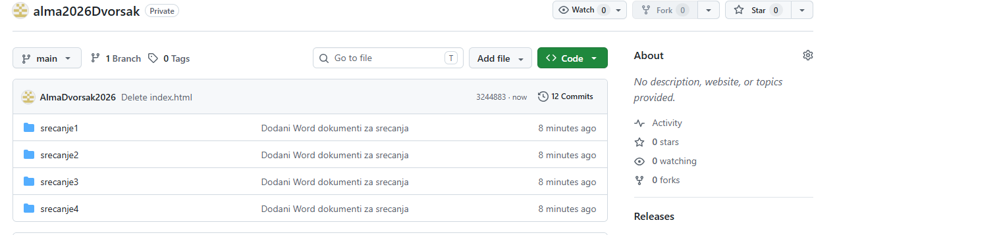 alma2026Dvorsak Private Watch 0 Fork 0 Star 0
main 1 Branch 0 Tags Go to file T Add file Code
AlmaDvorsak2026 Delete index.html 3244883 · now 12 Commits
srecanje1 Dodani Word dokumenti za srecanja 8 minutes ago
srecanje2 Dodani Word dokumenti za srecanja 8 minutes ago
srecanje3 Dodani Word dokumenti za srecanja 8 minutes ago
srecanje4 Dodani Word dokumenti za srecanja 8 minutes ago
About
No description, website, or topics
provided.
Activity
0 stars
0 watching
0 forks
Releases